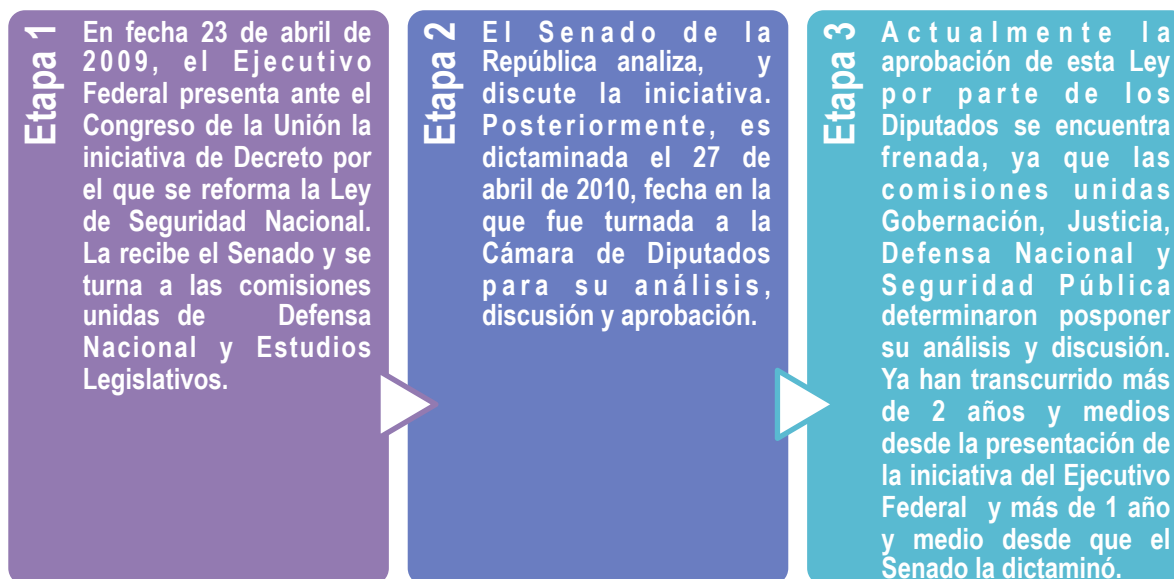 Etapa 1
En fecha 23 de abril de
2009, el Ejecutivo
Federal presenta ante el
Congreso de la Unión la
iniciativa de Decreto por
el que se reforma la Ley
de Seguridad Nacional.
La recibe el Senado y se
turna a las comisiones
unidas de Defensa
Nacional y Estudios
Legislativos.
Etapa 2
El Senado de la
República analiza, y
discute la iniciativa.
Posteriormente, es
dictaminada el 27 de
abril de 2010, fecha en la
que fue turnada a la
Cámara de Diputados
para su análisis,
discusión y aprobación.
Etapa 3
Actualmente la
aprobación de esta Ley
por parte de los
Diputados se encuentra
frenada, ya que las
comisiones unidas
Gobernación, Justicia,
Defensa Nacional y
Seguridad Pública
determinaron posponer
su análisis y discusión.
Ya han transcurrido más
de 2 años y medios
desde la presentación de
la iniciativa del Ejecutivo
Federal y más de 1 año
y medio desde que el
Senado la dictaminó.